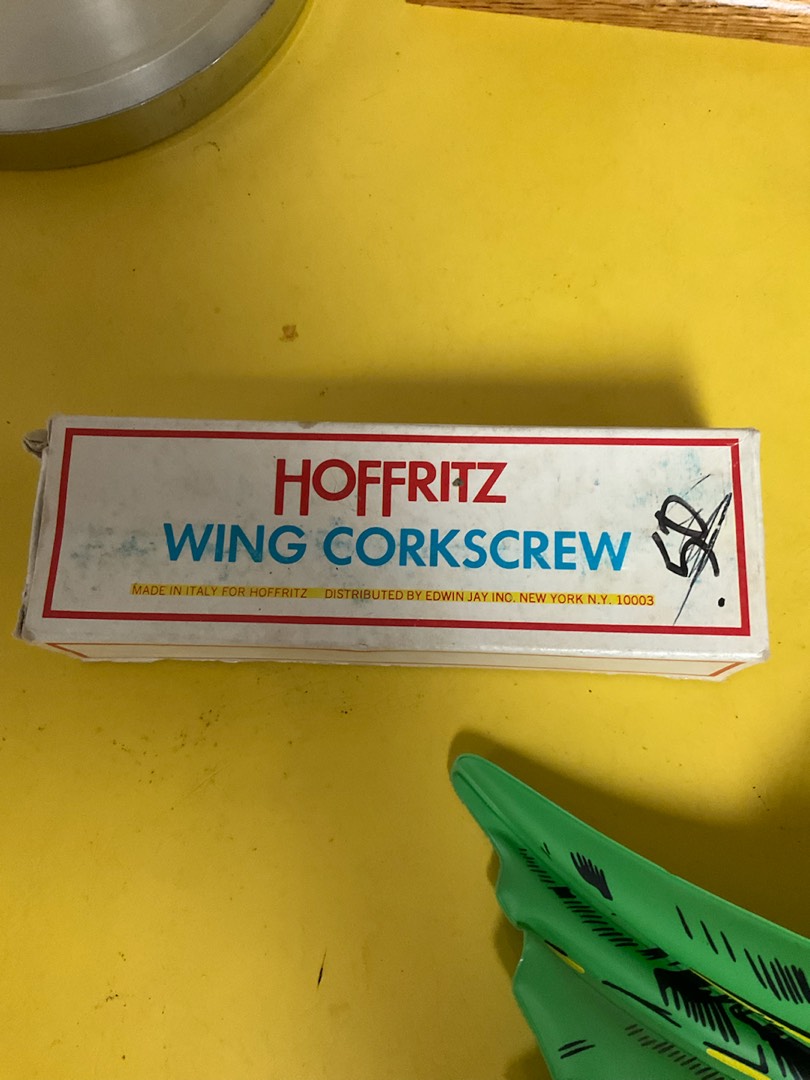 HOFFRITZ
WING CORKSCREW
MADE IN ITALY FOR HOFFRITZ DISTRIBUTED BY EDWIN JAY INC. NEW YORK N.Y. 10003